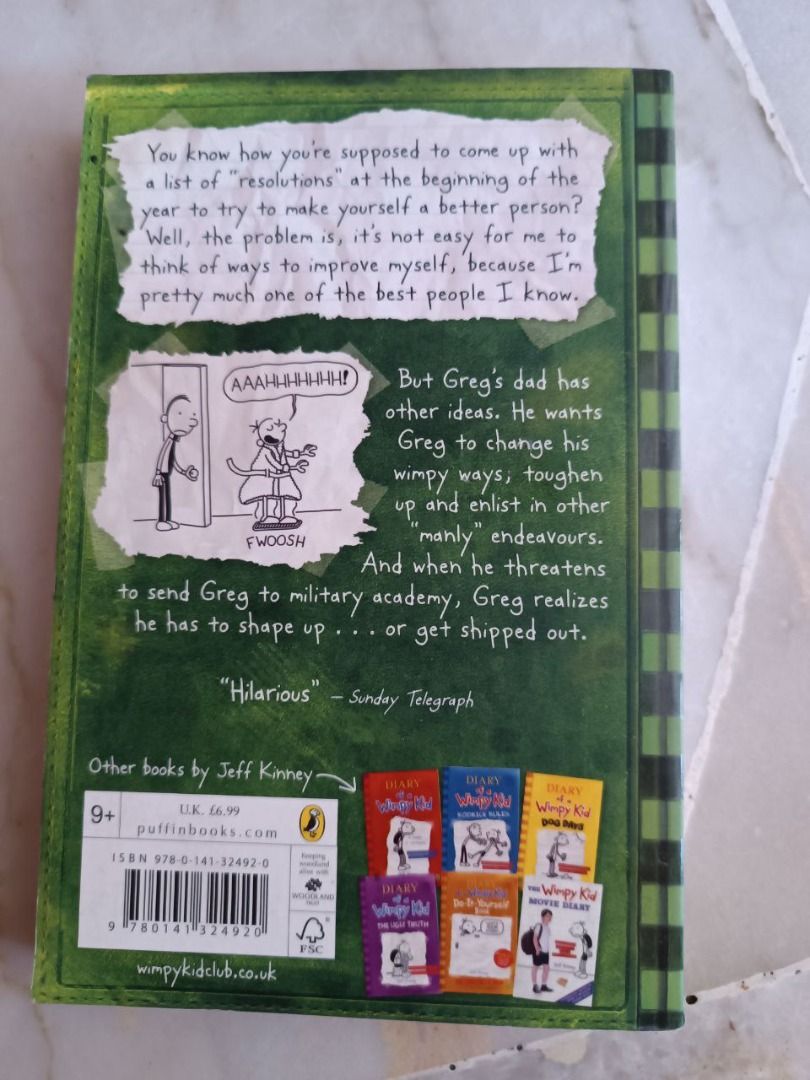 You know how you're supposed to come up with
a list of "resolutions" at the beginning of the
year to try to make yourself a better person?
Well, the problem is, it's not easy for me to
think of ways to improve myself, because I'm
pretty much one of the best people I know.
AAAHHHHHHH!
FWOOSH
But Greg's dad has
other ideas. He wants
Greg to change his
wimpy ways, toughen
up and enlist in other
"manly" endeavours.
And when he threatens
to send Greg to military academy, Greg realizes
he has to shape up . . . or get shipped out.
"Hilarious" – Sunday Telegraph
Other books by Jeff Kinney
9+
U.K. £6.99
puffinbooks.com
ISBN 978-0-141-32492-0
9 780141 324920
Keeping
woodland
alive with
WOODLAND
TRUST
FSC
wimpykidclub.co.uk
DIARY
of a
Wimpy Kid
DIARY
of a
Wimpy Kid
RODRICK RULES
DIARY
of a
Wimpy Kid
DOG DAYS
DIARY
of a
Wimpy Kid
THE UGLY TRUTH
Wimpy Kid
Do-It-Yourself
Book
THE Wimpy Kid
MOVIE DIARY